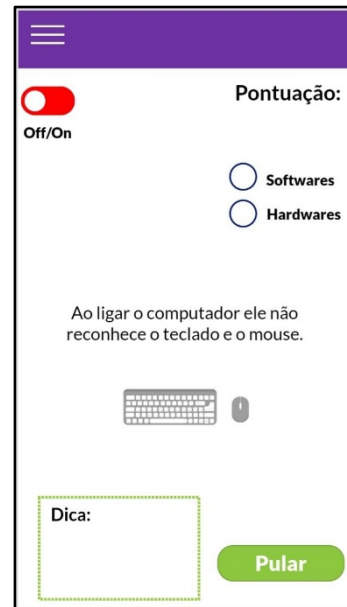 Pontuação:
Off/On
Softwares
Hardwares
Ao ligar o computador ele não
reconhece o teclado e o mouse.
Dica:
Pular